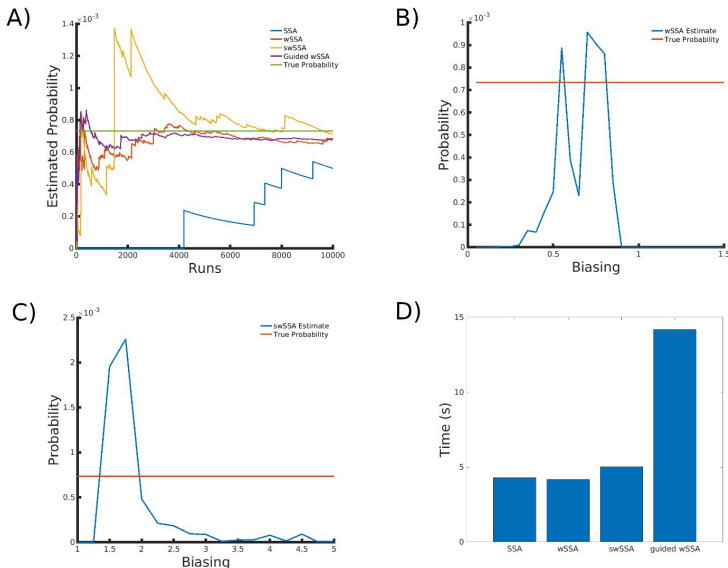 A)
×10⁻³
1.4
1.2
1
0.8
0.6
0.4
0.2
0
Estimated Probability
0 2000 4000 6000 8000 10000
Runs
SSA
wSSA
swSSA
Guided wSSA
True Probability
B)
×10⁻³
1
0.9
0.8
0.7
0.6
0.5
0.4
0.3
0.2
0.1
0
Probability
0 0.5 1 1.5
Biasing
wSSA Estimate
True Probability
C)
×10⁻³
2.5
2
1.5
1
0.5
0
Probability
1 1.5 2 2.5 3 3.5 4 4.5 5
Biasing
swSSA Estimate
True Probability
D)
15
10
5
0
Time (s)
SSA wSSA swSSA guided wSSA